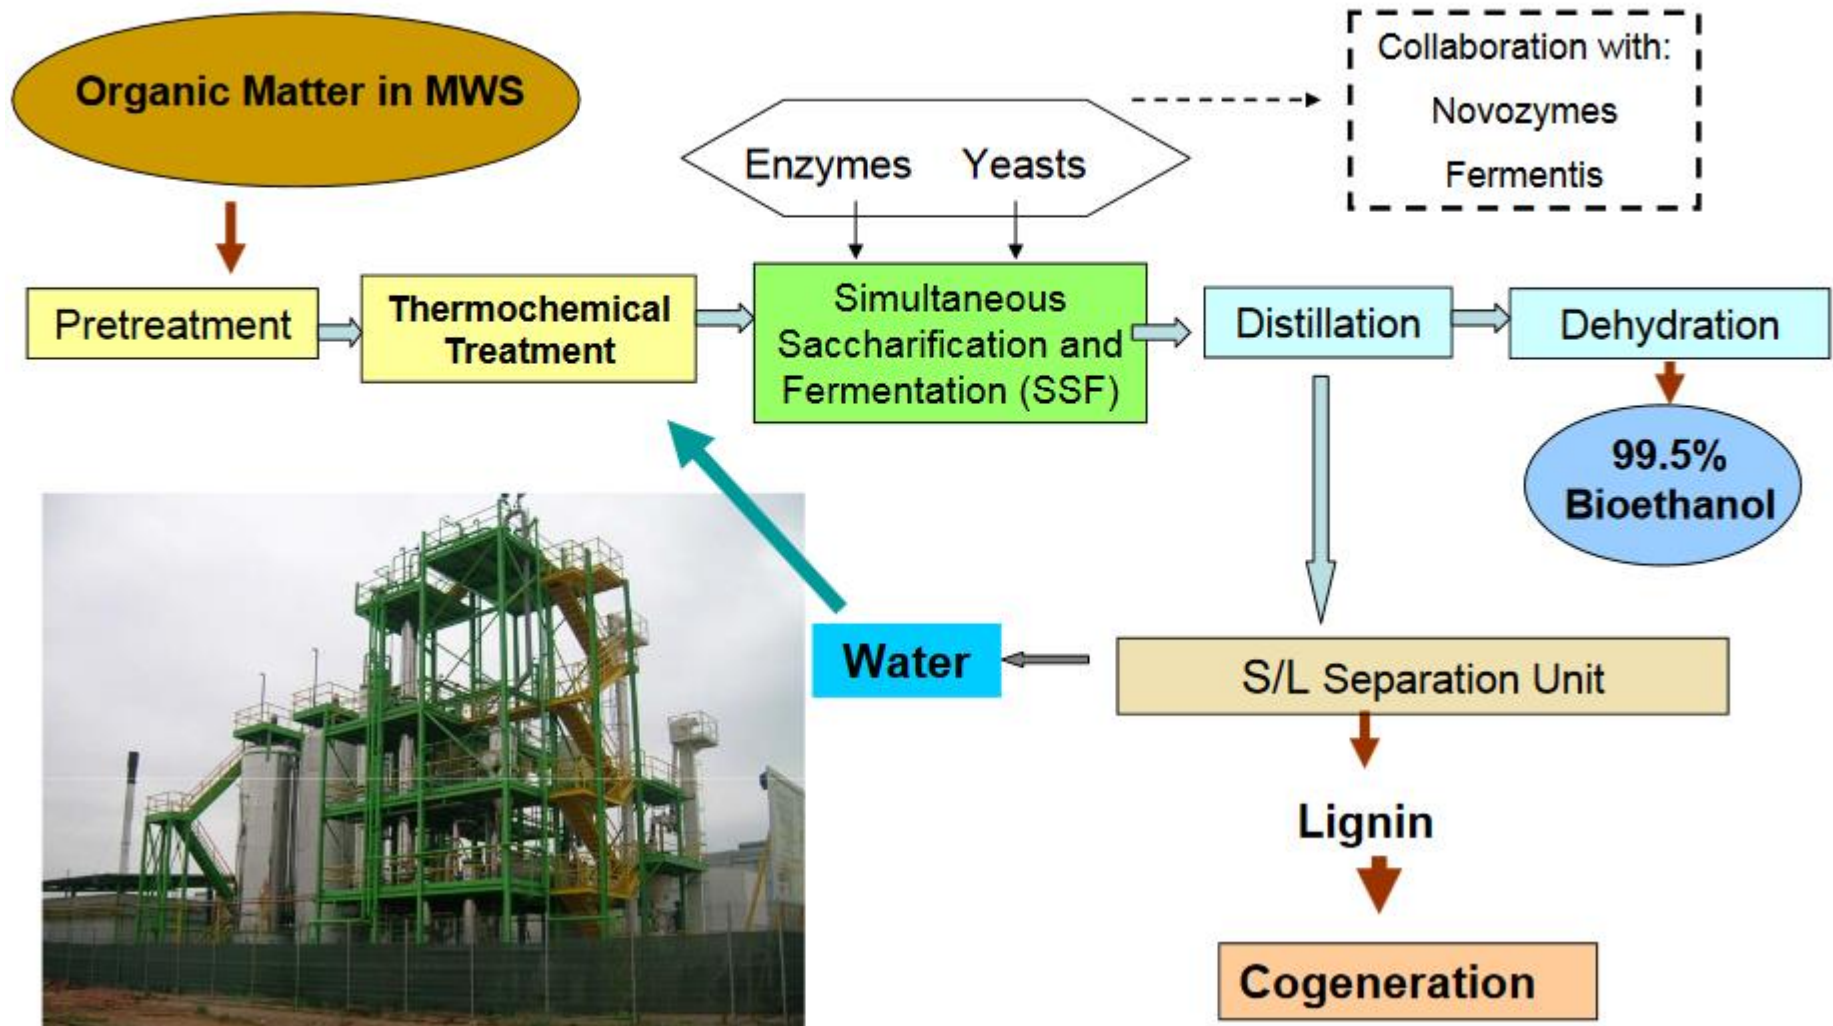 Organic Matter in MWS
Collaboration with:
Novozymes
Fermentis
Enzymes Yeasts
Pretreatment
Thermochemical
Treatment
Simultaneous
Saccharification and
Fermentation (SSF)
Distillation
Dehydration
99.5%
Bioethanol
Water
S/L Separation Unit
Lignin
Cogeneration